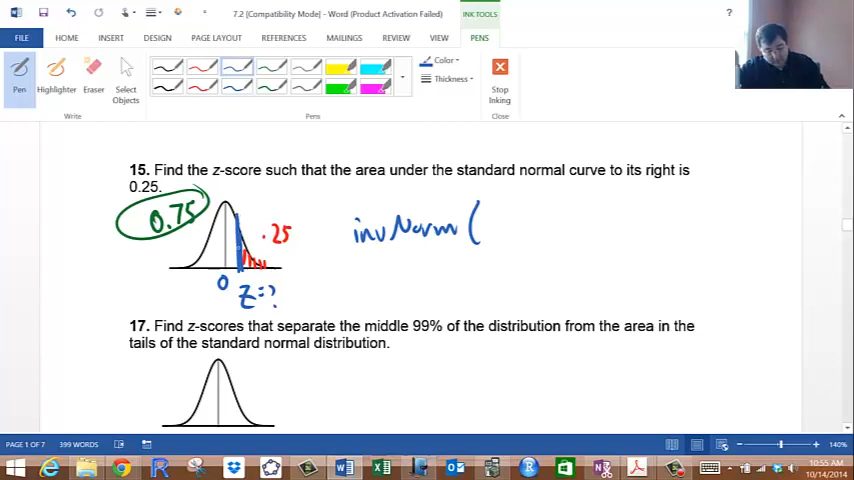 7.2 [Compatibility Mode] - Word (Product Activation Failed)
INK TOOLS
?
FILE HOME INSERT DESIGN PAGE LAYOUT REFERENCES MAILINGS REVIEW VIEW PENS
Pen Highlighter Eraser Select Objects
Color
Thickness
Stop Inking
Write Pens Close
15. Find the z-score such that the area under the standard normal curve to its right is
0.25.
0.75
.25
invNorm (
0
z=?
17. Find z-scores that separate the middle 99% of the distribution from the area in the
tails of the standard normal distribution.
PAGE 1 OF 7 399 WORDS 140%
10:55 AM
10/14/2014